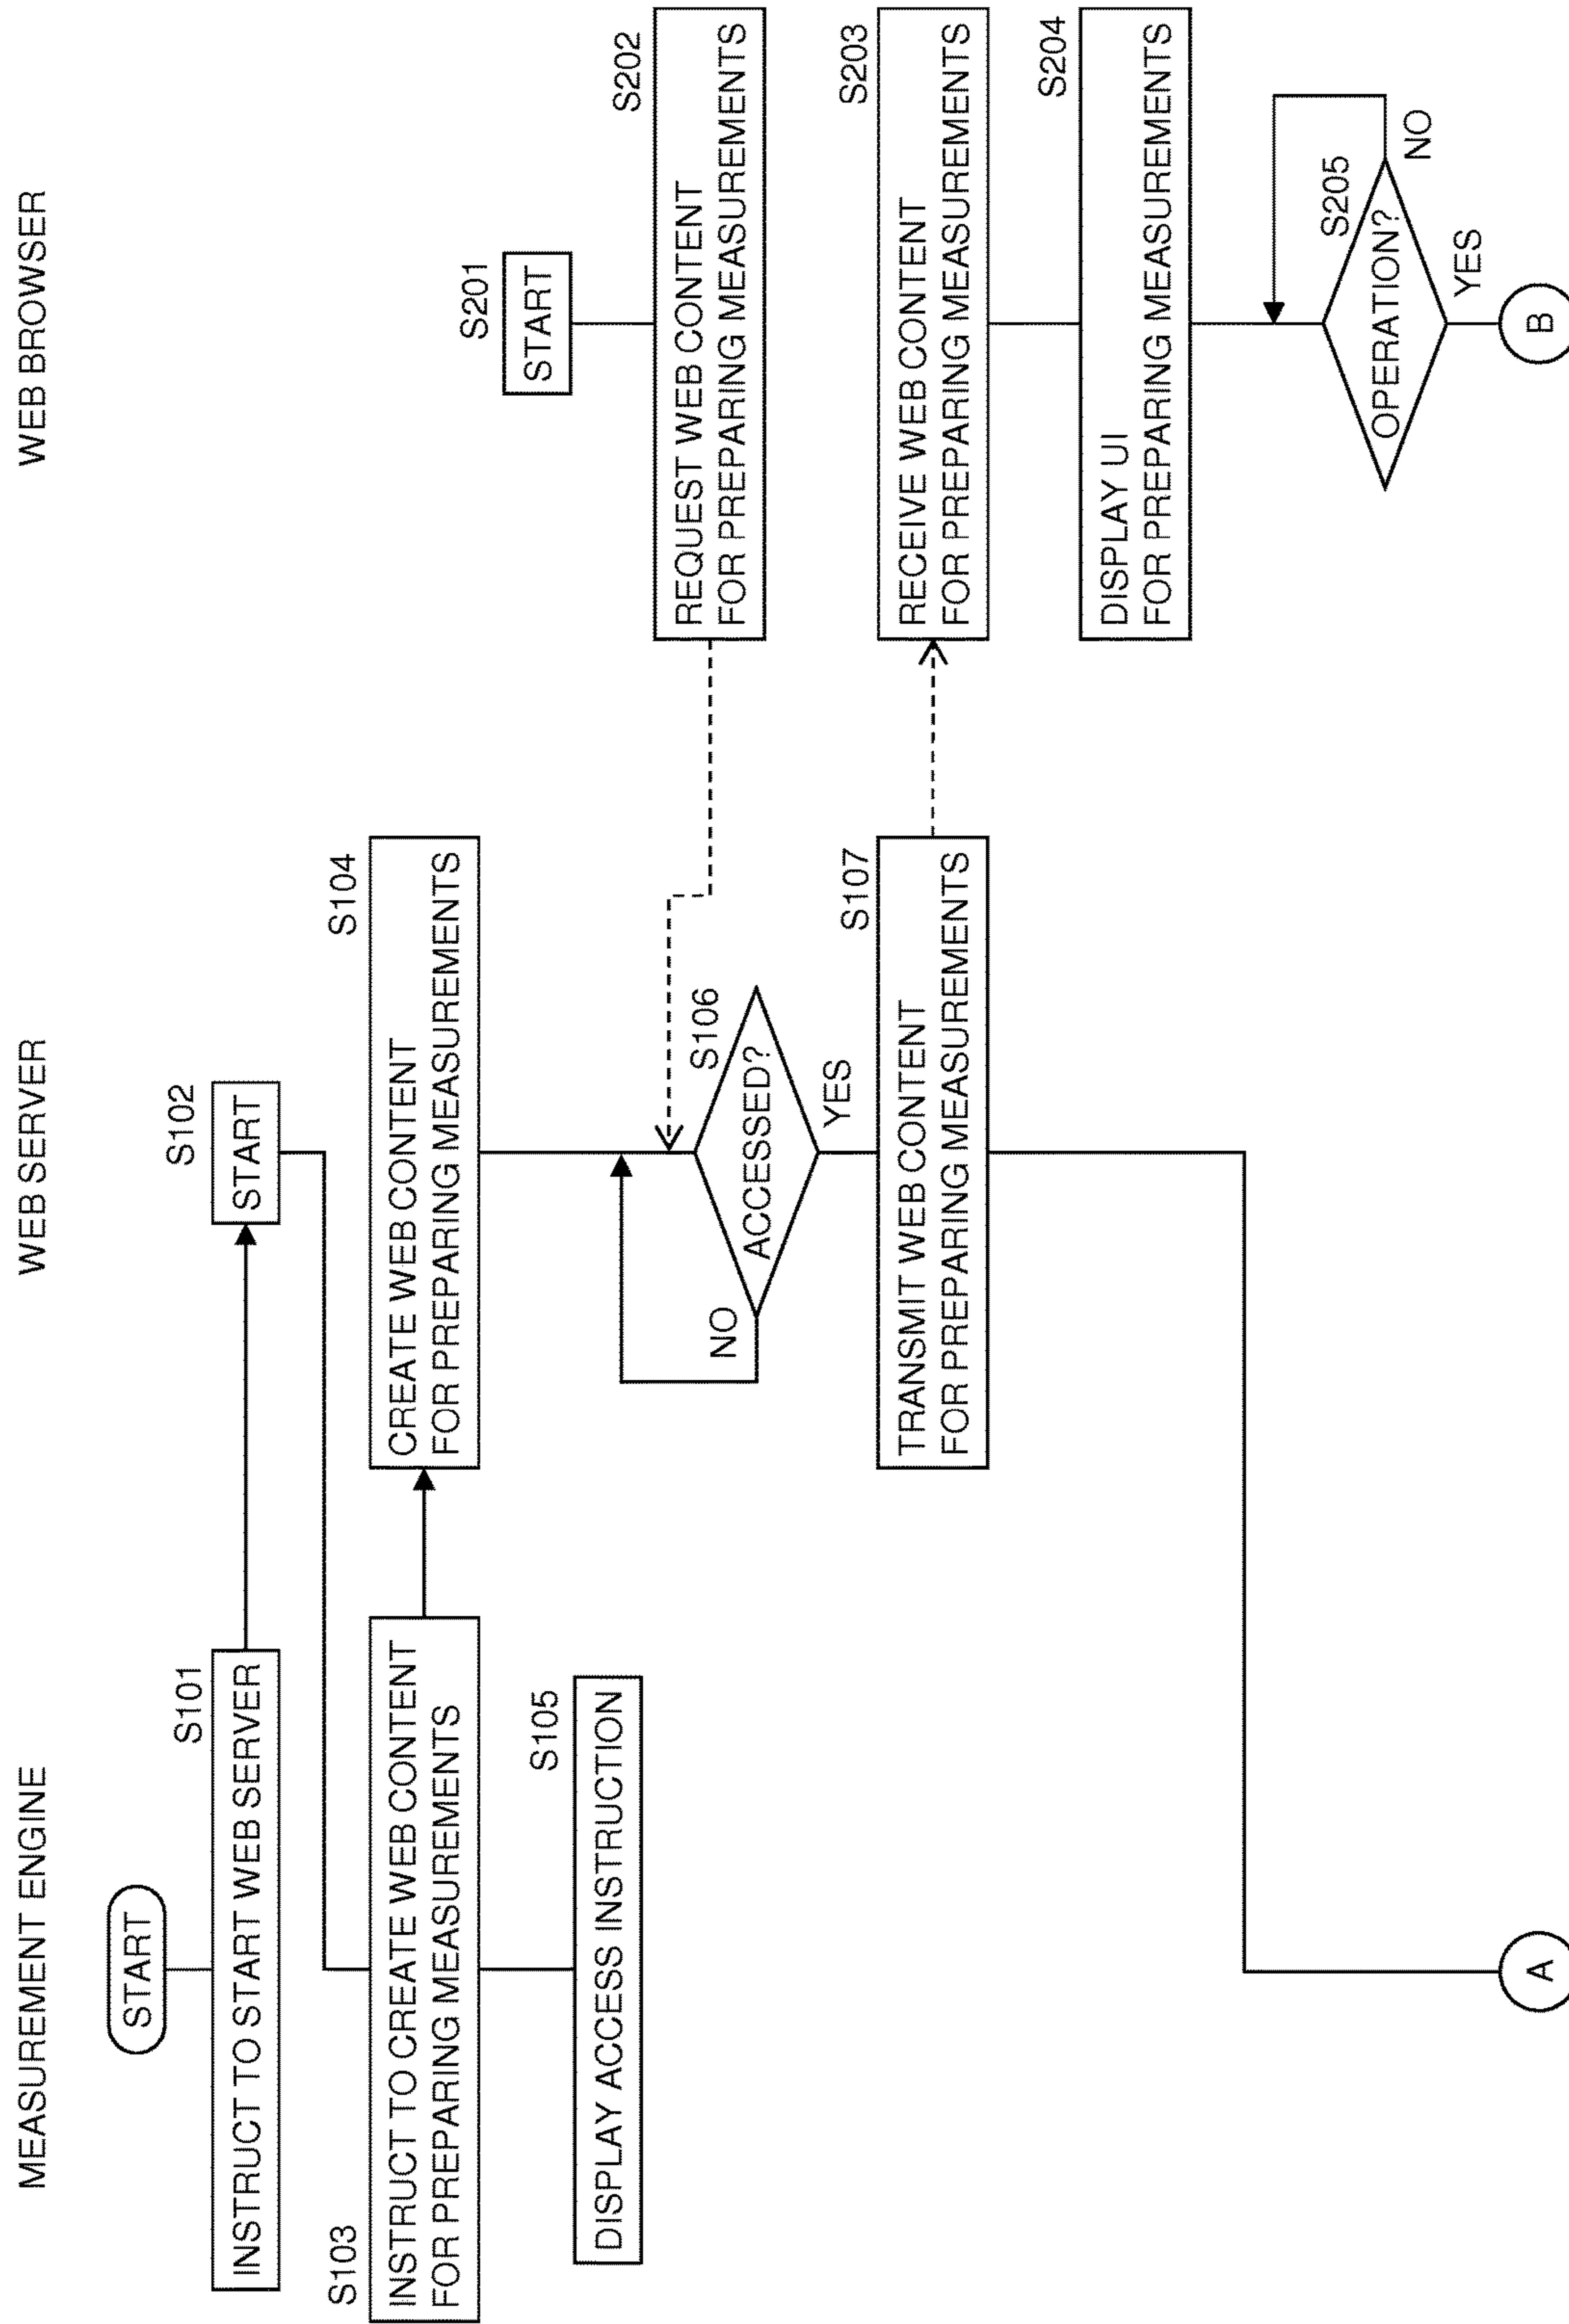 MEASUREMENT ENGINE
WEB SERVER
WEB BROWSER
START
S101
INSTRUCT TO START WEB SERVER
S102
START
S103
INSTRUCT TO CREATE WEB CONTENT
FOR PREPARING MEASUREMENTS
S104
CREATE WEB CONTENT
FOR PREPARING MEASUREMENTS
S105
DISPLAY ACCESS INSTRUCTION
S201
START
S202
REQUEST WEB CONTENT
FOR PREPARING MEASUREMENTS
S106
ACCESSED?
NO
YES
S107
TRANSMIT WEB CONTENT
FOR PREPARING MEASUREMENTS
S203
RECEIVE WEB CONTENT
FOR PREPARING MEASUREMENTS
S204
DISPLAY UI
FOR PREPARING MEASUREMENTS
S205
OPERATION?
NO
YES
A
B